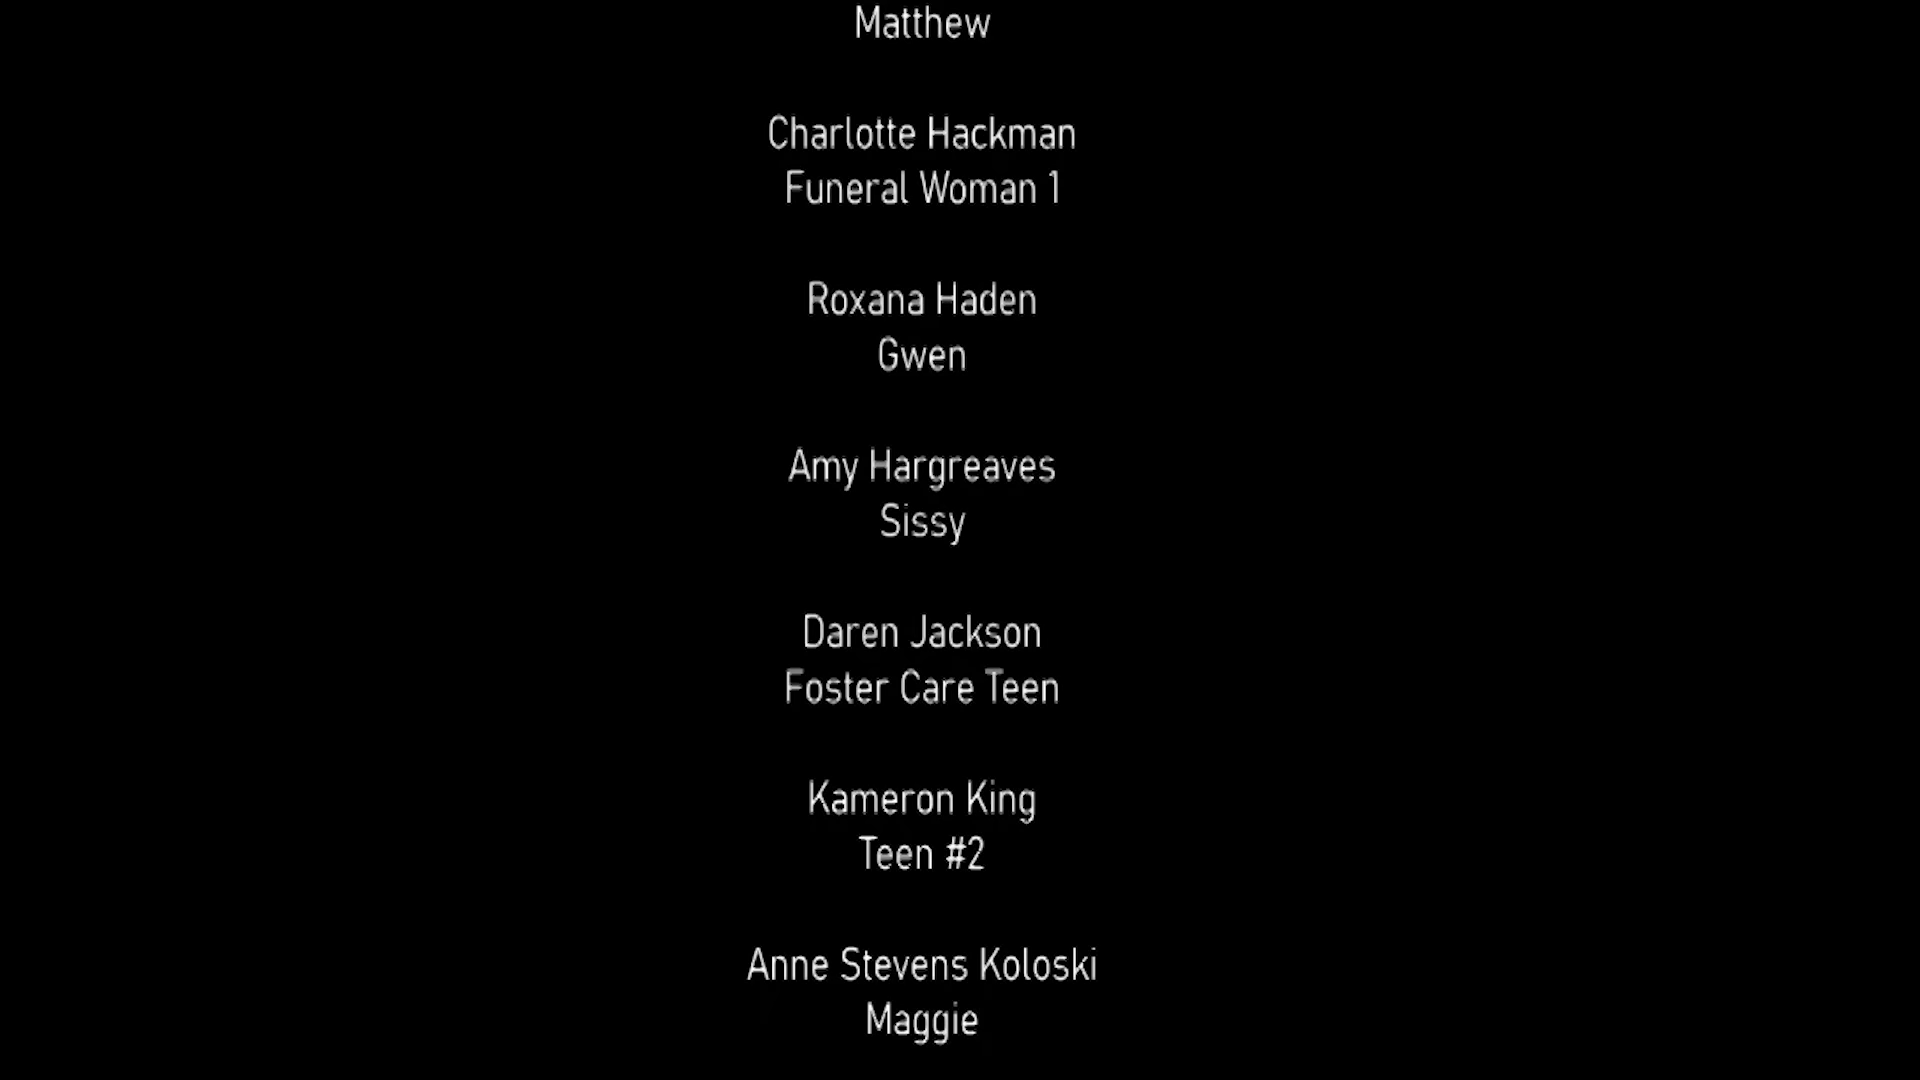 Matthew
Charlotte Hackman
Funeral Woman 1
Roxana Haden
Gwen
Amy Hargreaves
Sissy
Daren Jackson
Foster Care Teen
Kameron King
Teen #2
Anne Stevens Koloski
Maggie